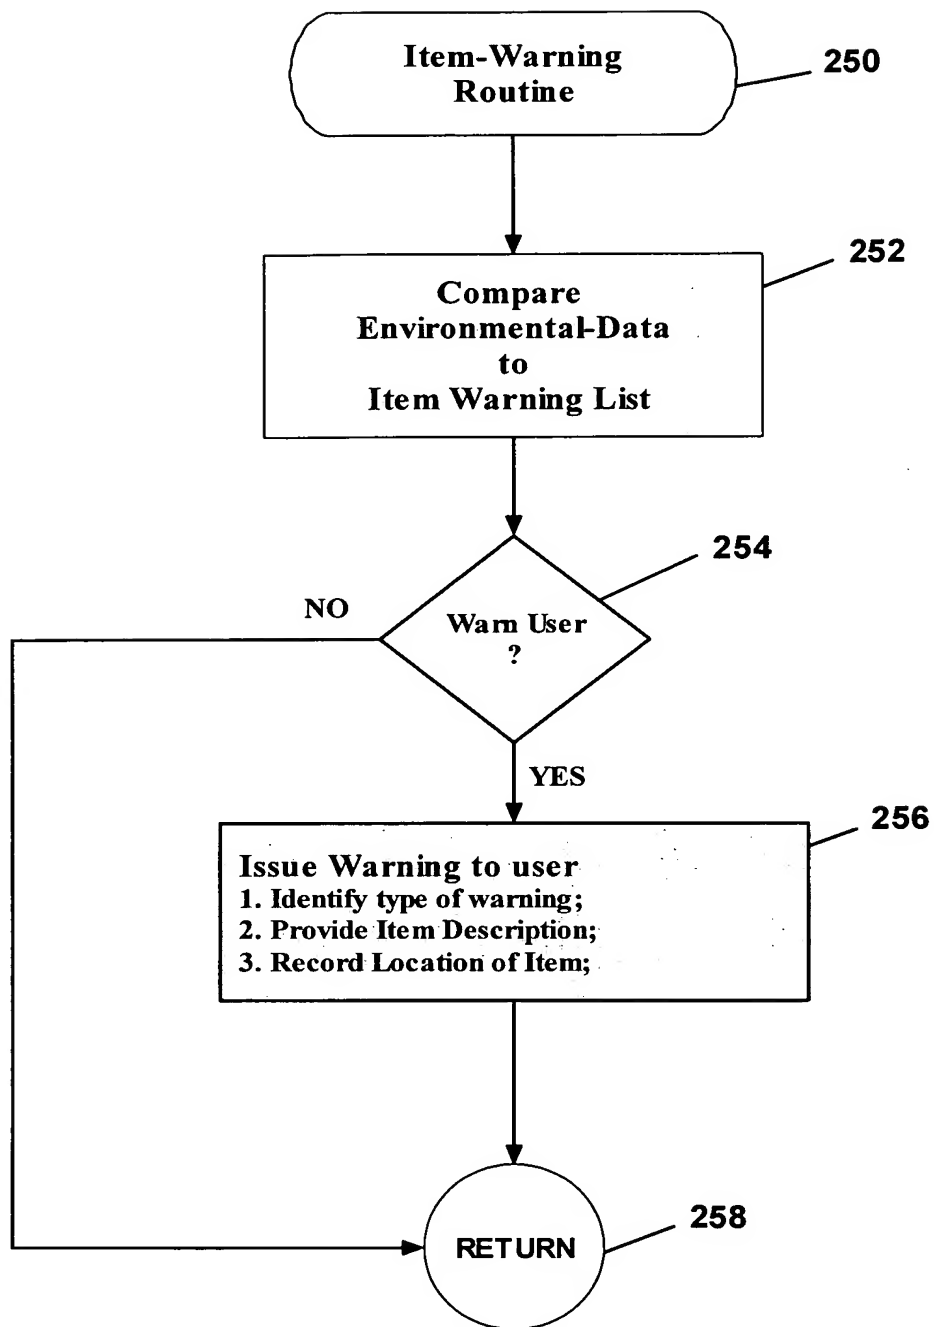 Item-Warning
Routine
250
252
Compare
Environmental-Data
to
Item Warning List
254
NO
Warn User
?
YES
256
Issue Warning to user
1. Identify type of warning;
2. Provide Item Description;
3. Record Location of Item;
258
RETURN